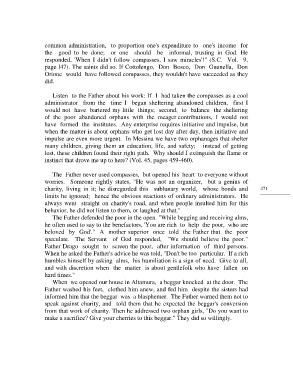 common administration, to proportion one's expenditure to one's income for
the good to be done; or one should be informed, trusting in God. He
responded, 'When I didn't follow compasses, I saw miracles'!" (S.C. Vol. 9,
page 147). The saints did so. If Cottolengo, Don Bosco, Don Guanella, Don
Orione would have followed compasses, they wouldn't have succeeded as they
did.
Listen to the Father about his work: If I had taken the compasses as a cool
administrator from the time I began sheltering abandoned children, first I
would not have bartered my little things; second, to balance the sheltering
of the poor abandoned orphans with the meager contributions, I would not
have formed the institutes. Any enterprise requires initiative and impulse, but
when the matter is about orphans who get lost day after day, then initiative and
impulse are even more urgent. In Messina we have two orphanages that shelter
many children, giving them an education, life, and safety; instead of getting
lost, these children found their right path. Why should I extinguish the flame or
instinct that drove me up to here? (Vol. 45, pages 459-460).
The Father never used compasses, but opened his heart to everyone without
worries. Someone rightly states, "He was not an organizer, but a genius of
charity, living in it; he disregarded this sublunary world, whose bonds and
limits he ignored; hence the obvious reactions of ordinary administrators. He
always went straight on charity's road, and when people insulted him for this
behavior, he did not listen to them, or laughed at that."
The Father defended the poor in the open. "While begging and receiving alms,
he often used to say to the benefactors, 'You are rich to help the poor, who are
beloved by God'." A mother superior once told the Father that the poor
speculate. The Servant of God responded, "We should believe the poor."
Father Drago sought to screen the poor, after information of third persons.
When he asked the Father's advice he was told, "Don't be too particular. If a rich
humbles himself by asking alms, his humiliation is a sign of need. Give to all,
and with discretion when the matter is about gentlefolk who have fallen on
hard times."
When we opened our house in Altamura, a beggar knocked at the door. The
Father washed his feet, clothed him anew, and fed him despite the sisters had
informed him that the beggar was a blasphemer. The Father warned them not to
speak against charity, and told them that he expected the beggar's conversion
from that work of charity. Then he addressed two orphan girls, "Do you want to
make a sacrifice? Give your cherries to this beggar." They did so willingly.
471